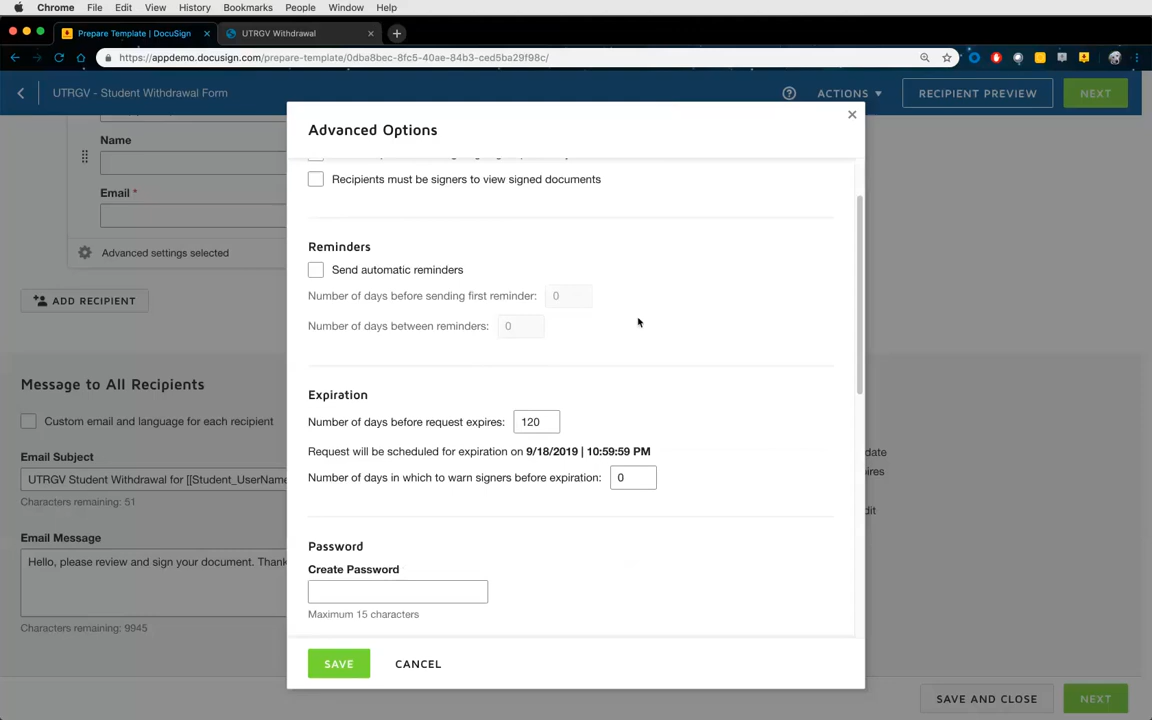 Chrome File Edit View History Bookmarks People Window Help
Prepare Template | DocuSign
UTRGV Withdrawal
https://appdemo.docusign.com/prepare-template/0dba8bec-8fc5-40ae-84b3-ced5ba29f98c/
UTRGV - Student Withdrawal Form
ACTIONS
RECIPIENT PREVIEW
NEXT
Advanced Options
Recipients must be signers to view signed documents
Name
Email *
Advanced settings selected
ADD RECIPIENT
Reminders
Send automatic reminders
Number of days before sending first reminder: 0
Number of days between reminders: 0
Expiration
Number of days before request expires: 120
Request will be scheduled for expiration on 9/18/2019 | 10:59:59 PM
Number of days in which to warn signers before expiration: 0
Password
Create Password
Maximum 15 characters
SAVE
CANCEL
Message to All Recipients
Custom email and language for each recipient
Email Subject
UTRGV Student Withdrawal for [[Student_UserName
Characters remaining: 51
Email Message
Hello, please review and sign your document. Thank
Characters remaining: 9945
SAVE AND CLOSE
NEXT